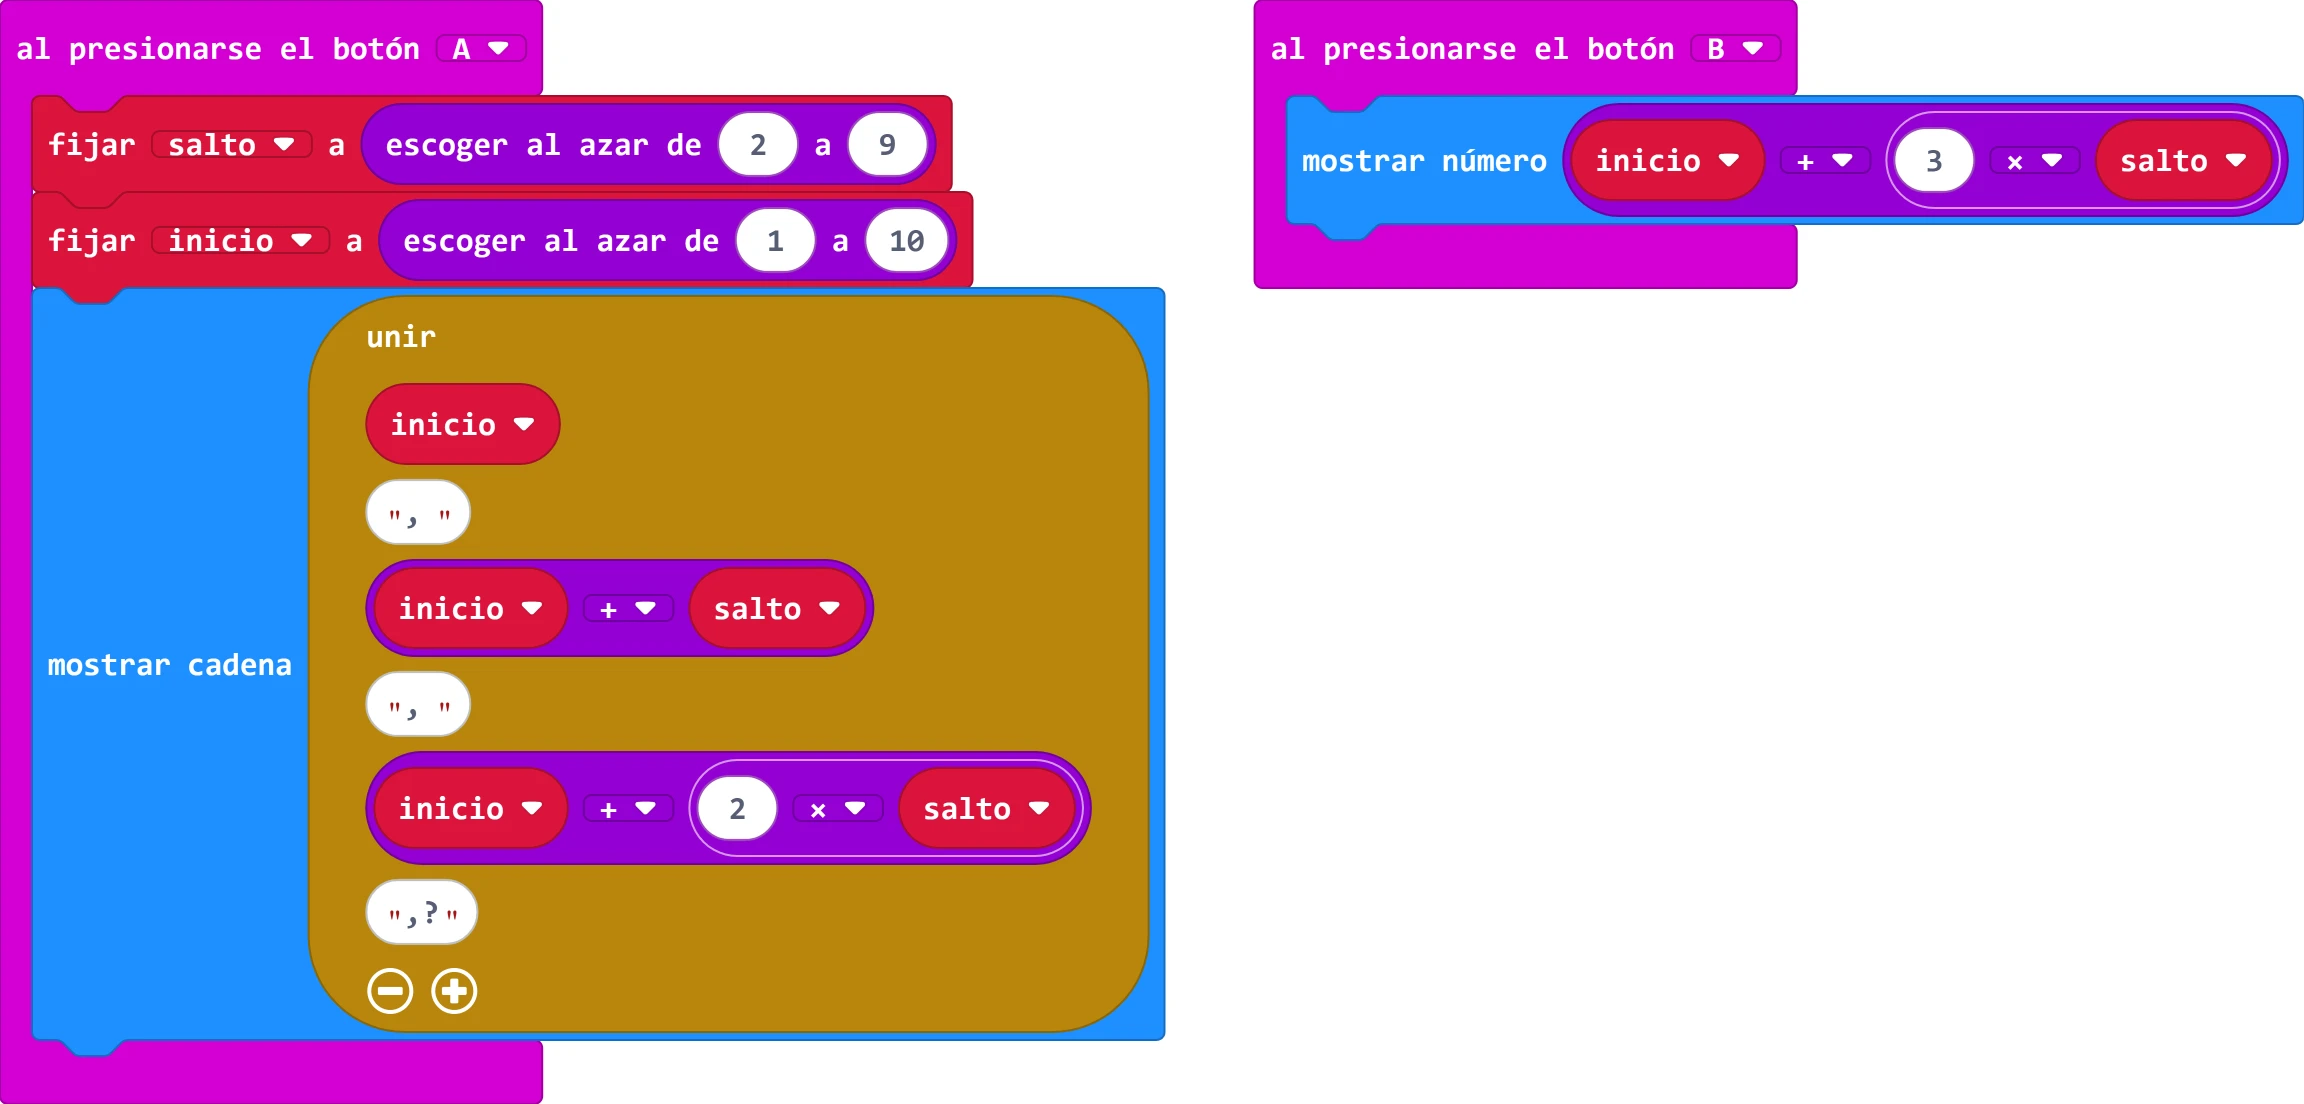 al presionarse el botón A
fijar salto a escoger al azar de 2 a 9
fijar inicio a escoger al azar de 1 a 10
mostrar cadena
unir
inicio
", "
inicio + salto
", "
inicio + 2 × salto
",?"
al presionarse el botón B
mostrar número inicio + 3 × salto